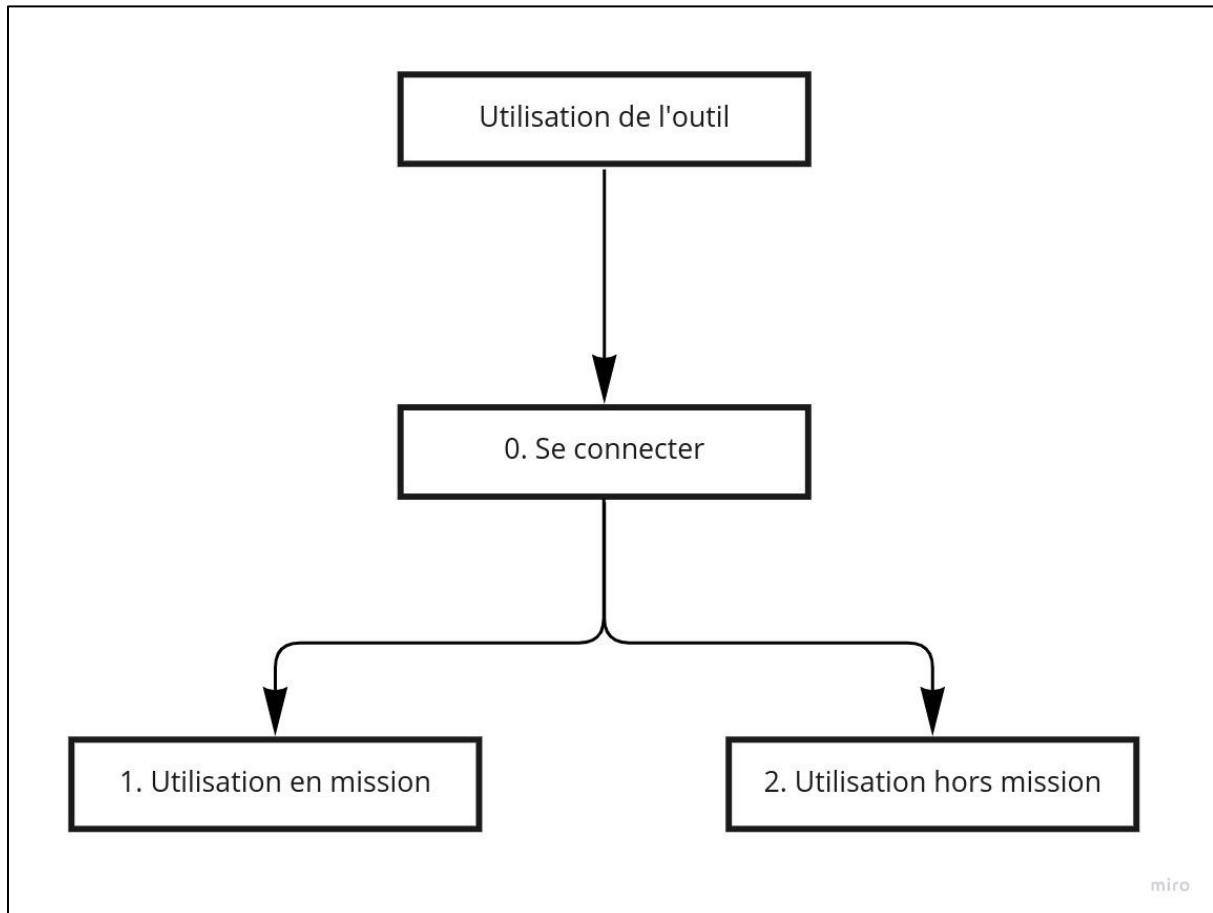 Utilisation de l'outil
0. Se connecter
1. Utilisation en mission
2. Utilisation hors mission
miro